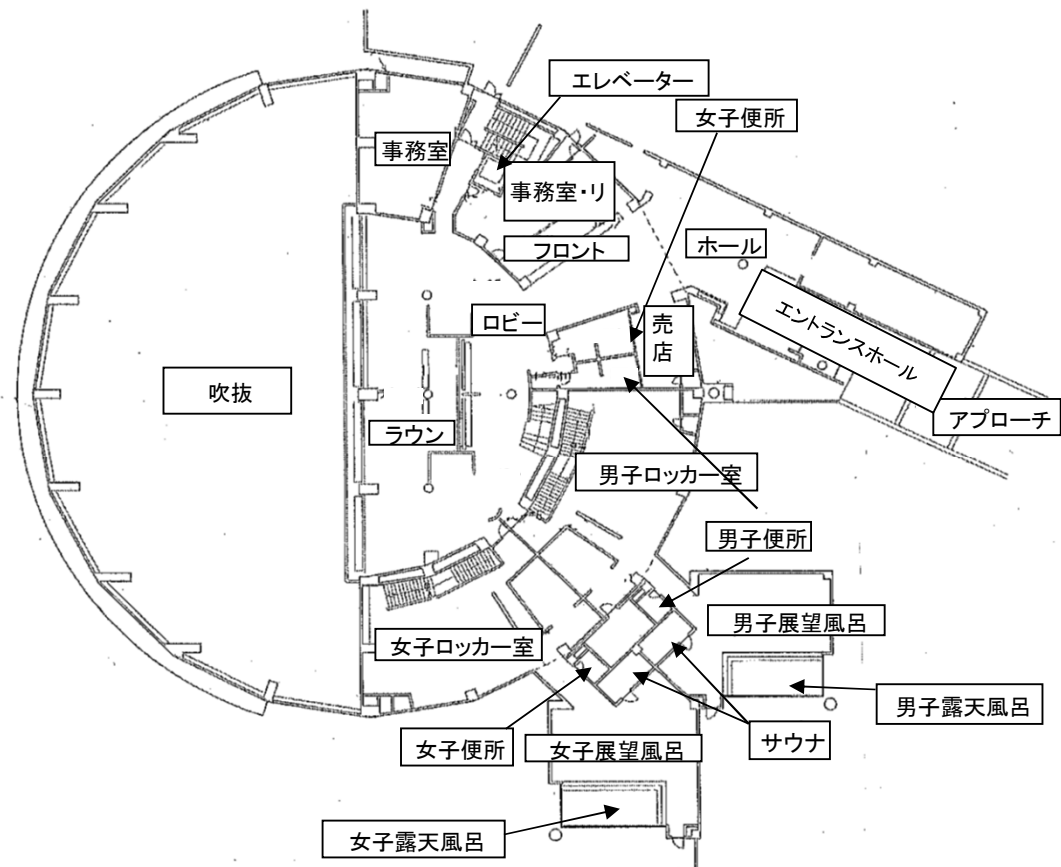 エレベーター
女子便所
事務室
事務室・リ
フロント
ホール
ロビー
売
店
エントランスホール
吹抜
アプローチ
ラウン
男子ロッカー室
男子便所
男子展望風呂
女子ロッカー室
男子露天風呂
女子便所
女子展望風呂
サウナ
女子露天風呂